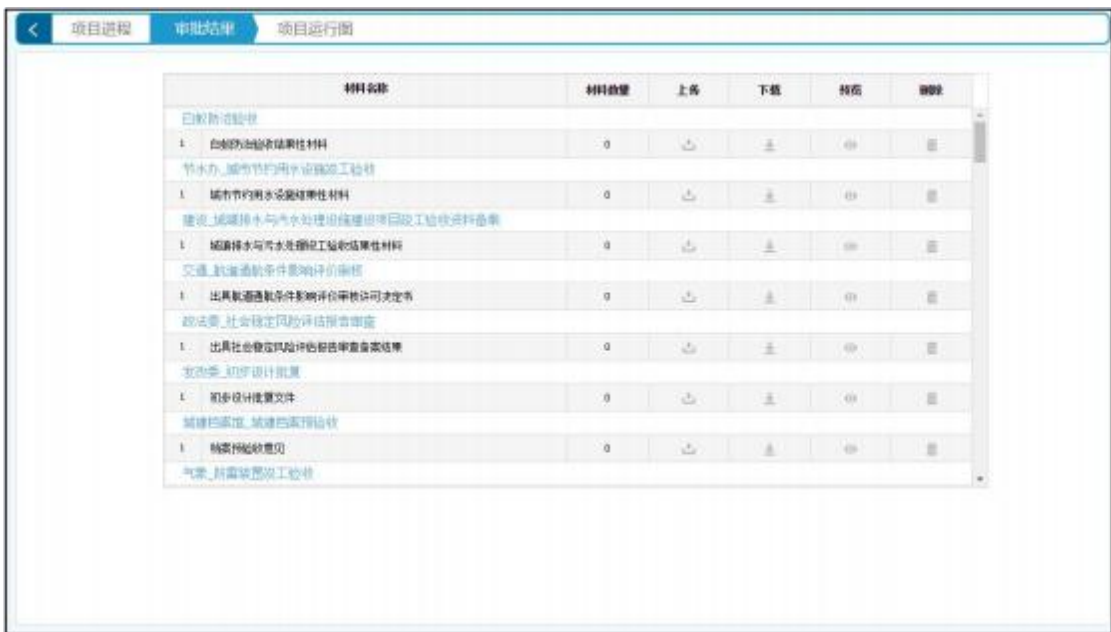 项目进程 审批结果 项目运行图
材料名称 材料数量 上传 下载 预览 删除
白蚁防治验收
1 白蚁防治验收结果性材料 0
节水办_城市节约用水设施竣工验收
1 城市节约用水设施结果性材料 0
建设_城镇排水与污水处理设施建设项目竣工验收资料备案
1 城镇排水与污水处理竣工验收结果性材料 0
交通_航道通航条件影响评价审核
1 出具航道通航条件影响评价审核许可决定书 0
政法委_社会稳定风险评估报告审查
1 出具社会稳定风险评估报告审查备案结果 0
发改委_初步设计批复
1 初步设计批复文件 0
城建档案馆_城建档案预验收
1 档案预验收意见 0
气象_防雷装置竣工验收